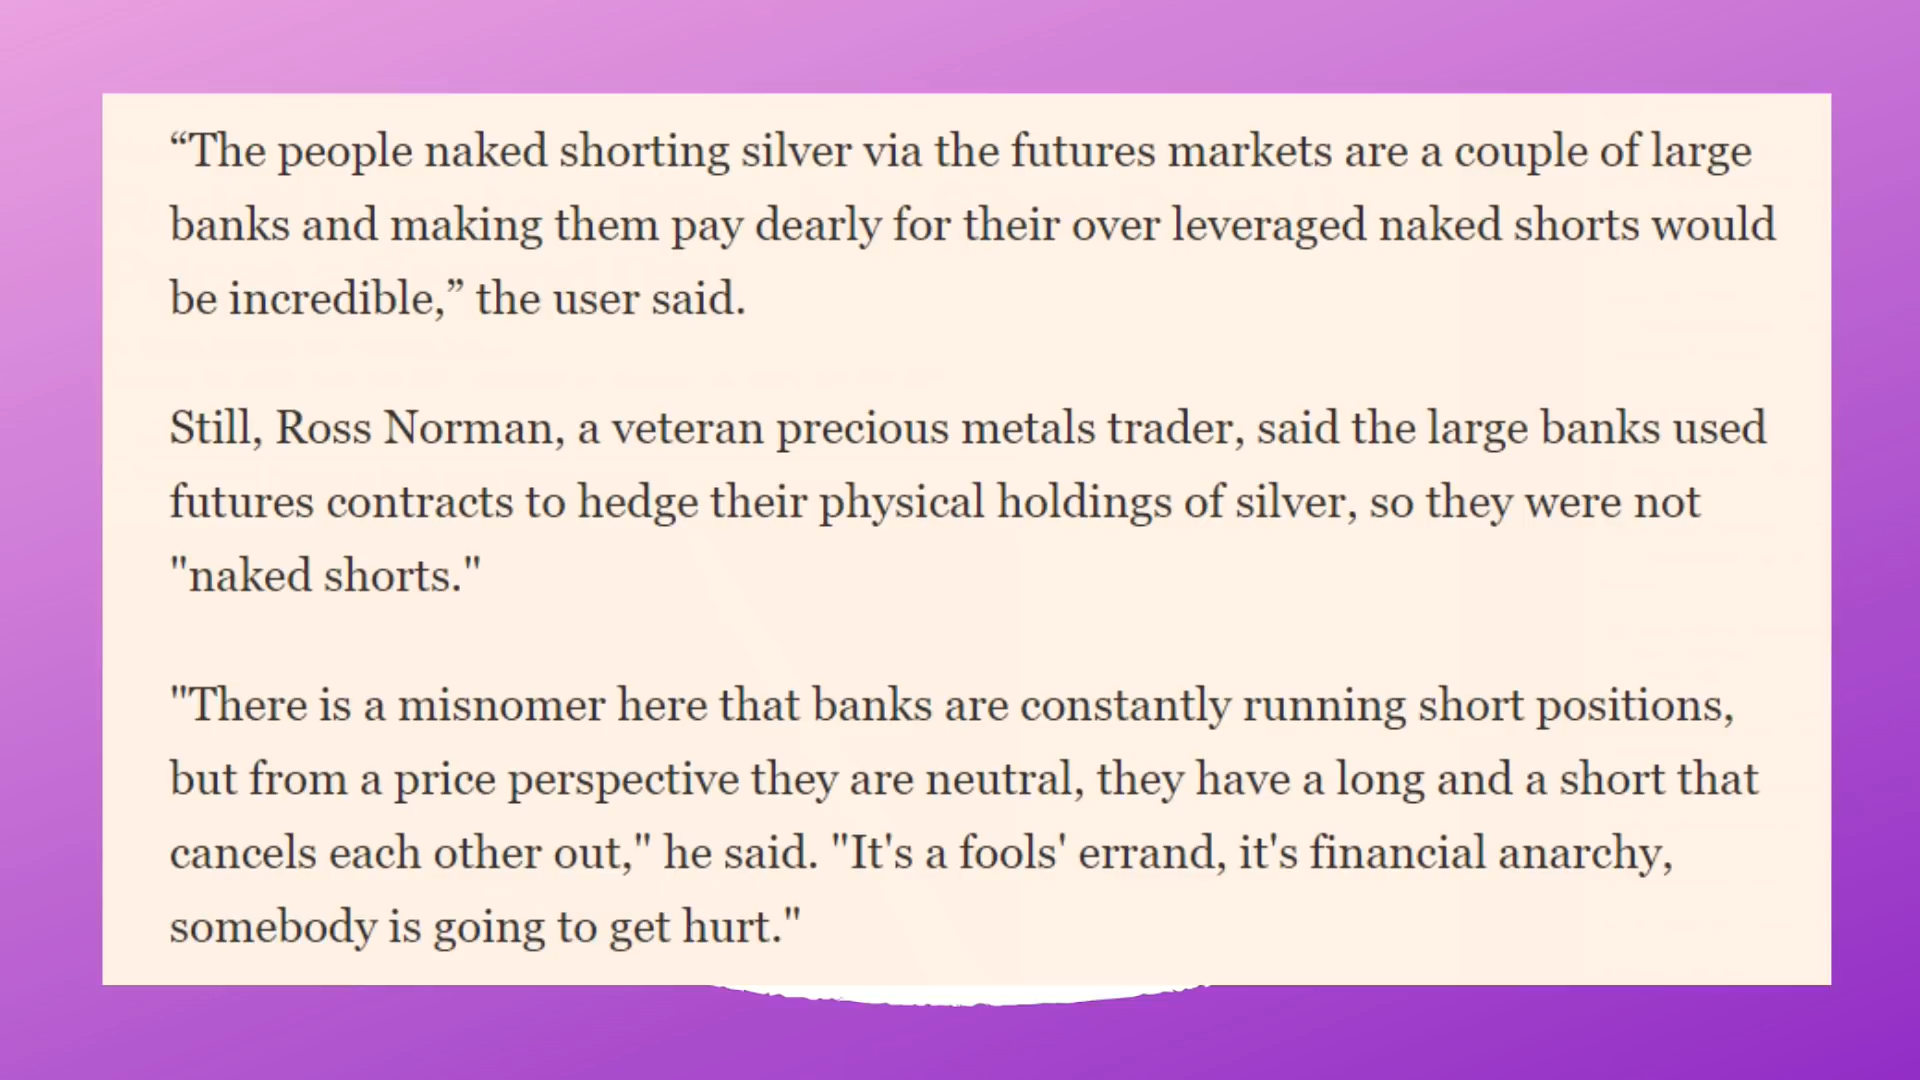 “The people naked shorting silver via the futures markets are a couple of large
banks and making them pay dearly for their over leveraged naked shorts would
be incredible,” the user said.
Still, Ross Norman, a veteran precious metals trader, said the large banks used
futures contracts to hedge their physical holdings of silver, so they were not
"naked shorts."
"There is a misnomer here that banks are constantly running short positions,
but from a price perspective they are neutral, they have a long and a short that
cancels each other out," he said. "It's a fools' errand, it's financial anarchy,
somebody is going to get hurt."